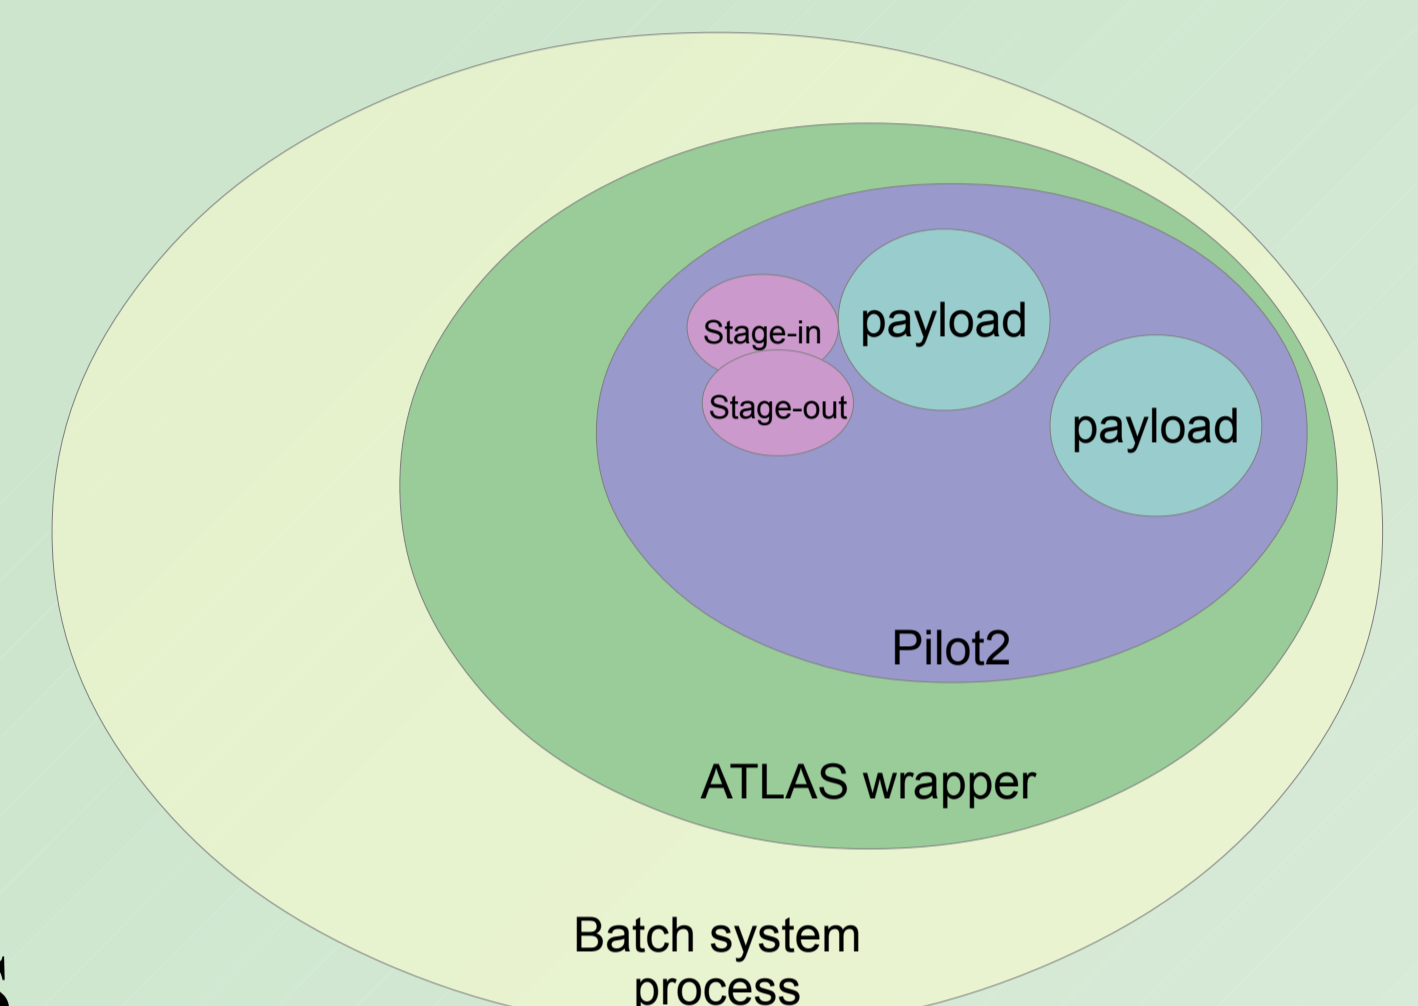 payload
Stage-in
Stage-out
payload
Pilot2
ATLAS wrapper
Batch system
process